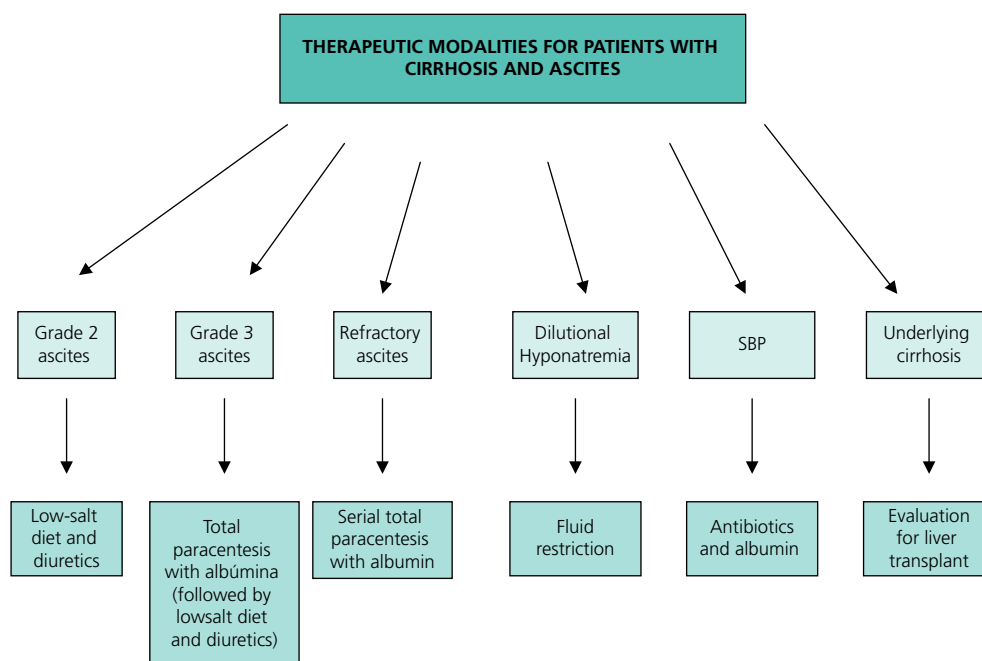 THERAPEUTIC MODALITIES FOR PATIENTS WITH
CIRRHOSIS AND ASCITES
Grade 2
ascites
Grade 3
ascites
Refractory
ascites
Dilutional
Hyponatremia
SBP
Underlying
cirrhosis
Low-salt
diet and
diuretics
Total
paracentesis
with albúmina
(followed by
lowsalt diet
and diuretics)
Serial total
paracentesis
with albumin
Fluid
restriction
Antibiotics
and albumin
Evaluation
for liver
transplant